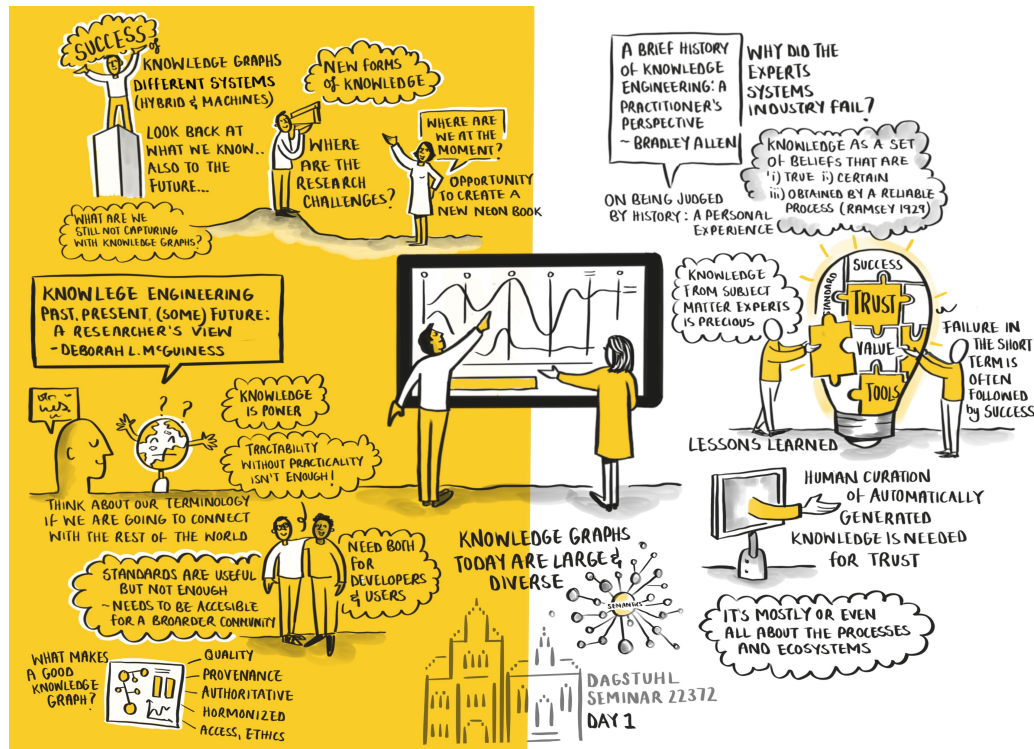 SUCCESS of
KNOWLEDGE GRAPHS
DIFFERENT SYSTEMS
(HYBRID & MACHINES)
LOOK BACK AT
WHAT WE KNOW..
ALSO TO THE
FUTURE...
NEW FORMS
OF KNOWLEDGE
WHERE
ARE THE
RESEARCH
CHALLENGES?
WHERE ARE
WE AT THE
MOMENT?
OPPORTUNITY
TO CREATE A
NEW NEON BOOK
WHAT ARE WE
STILL NOT CAPTURING
WITH KNOWLEDGE GRAPHS?
KNOWLEGE ENGINEERING
PAST, PRESENT, (SOME) FUTURE:
A RESEARCHER'S VIEW
~DEBORAH L. McGUINESS
? ?
KNOWLEDGE
IS POWER
TRACTABILITY
WITHOUT PRACTICALITY
ISN'T ENOUGH!
THINK ABOUT OUR TERMINOLOGY
IF WE ARE GOING TO CONNECT
WITH THE REST OF THE WORLD
STANDARDS ARE USEFUL
BUT NOT ENOUGH
~NEEDS TO BE ACCESIBLE
FOR A BROARDER COMMUNITY
NEED BOTH
FOR
DEVELOPERS
& USERS
WHAT MAKES
A GOOD
KNOWLEDGE
GRAPH?
QUALITY
PROVENANCE
AUTHORITATIVE
HORMONIZED
ACCESS, ETHICS
A BRIEF HISTORY
OF KNOWLEDGE
ENGINEERING: A
PRACTITIONER'S
PERSPECTIVE
~ BRADLEY ALLEN
WHY DID THE
EXPERTS
SYSTEMS
INDUSTRY FAIL?
KNOWLEDGE AS A SET
OF BELIEFS THAT ARE
i) TRUE ii) CERTAIN
iii) OBTAINED BY A RELIABLE
PROCESS (RAMSEY 1929)
ON BEING JUDGED
BY HISTORY: A PERSONAL
EXPERIENCE
KNOWLEDGE
FROM SUBJECT
MATTER EXPERTS
IS PRECIOUS
SUCCESS
STANDARD
TRUST
VALUE
TOOLS
FAILURE IN
THE SHORT
TERM IS
OFTEN
FOLLOWED
by SUCCESS
LESSONS LEARNED
HUMAN CURATION
OF AUTOMATICALLY
GENERATED
KNOWLEDGE IS NEEDED
FOR TRUST
KNOWLEDGE GRAPHS
TODAY ARE LARGE &
DIVERSE
SEMANTICS
IT'S MOSTLY OR EVEN
ALL ABOUT THE PROCESSES
AND ECOSYSTEMS
DAGSTUHL
SEMINAR 22372
DAY 1